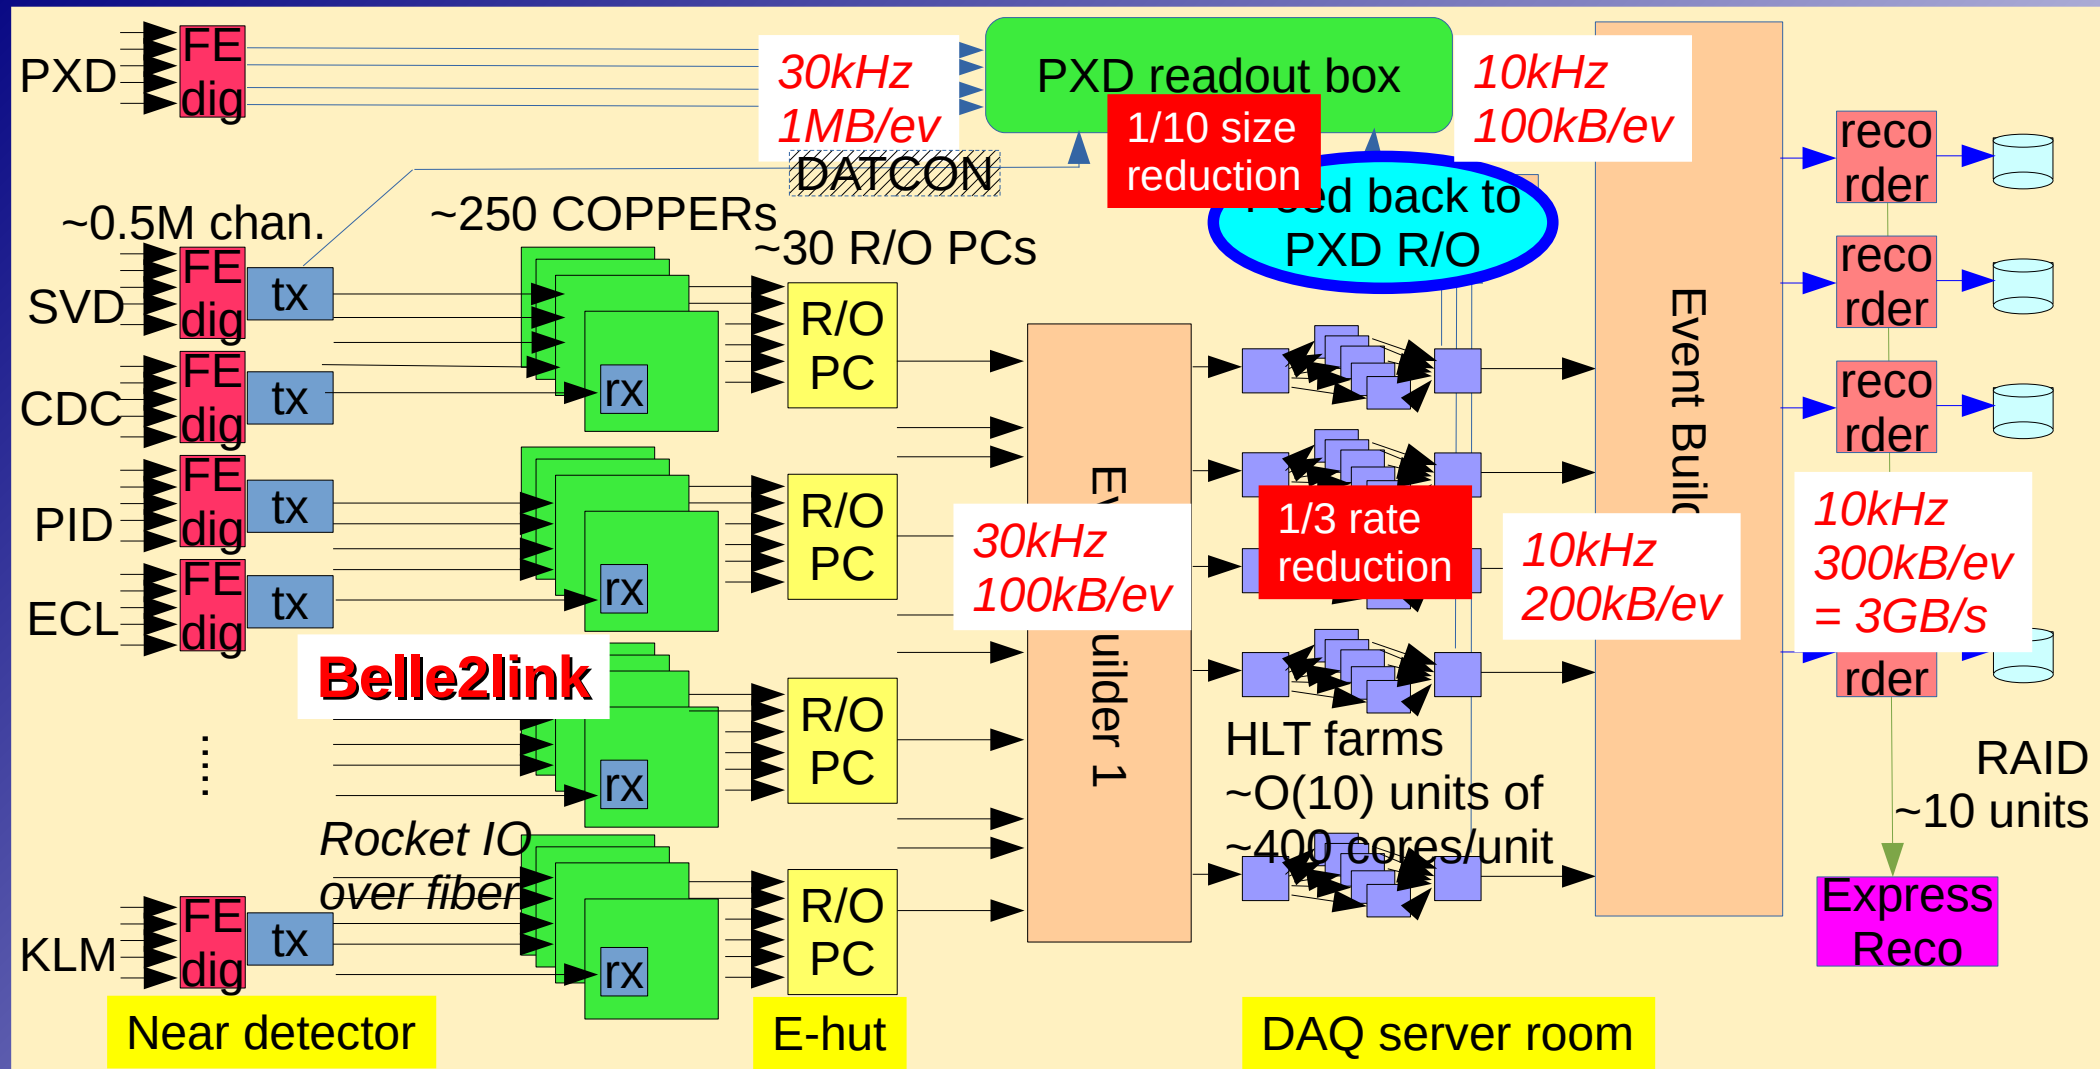 PXD
FE
dig
30kHz
1MB/ev
PXD readout box
1/10 size
reduction
10kHz
100kB/ev
DATCON
back to
PXD R/O
~0.5M chan.
~250 COPPERs
~30 R/O PCs
SVD
FE
dig
tx
CDC
FE
dig
tx
rx
R/O
PC
PID
FE
dig
tx
ECL
FE
dig
tx
rx
R/O
PC
Belle2link
rx
R/O
PC
.....
Rocket IO
over fiber
KLM
FE
dig
tx
rx
R/O
PC
30kHz
100kB/ev
uilder 1
1/3 rate
reduction
10kHz
200kB/ev
HLT farms
~O(10) units of
~400 cores/unit
Event Build
reco
rder
reco
rder
reco
rder
10kHz
300kB/ev
= 3GB/s
rder
RAID
~10 units
Express
Reco
Near detector
E-hut
DAQ server room